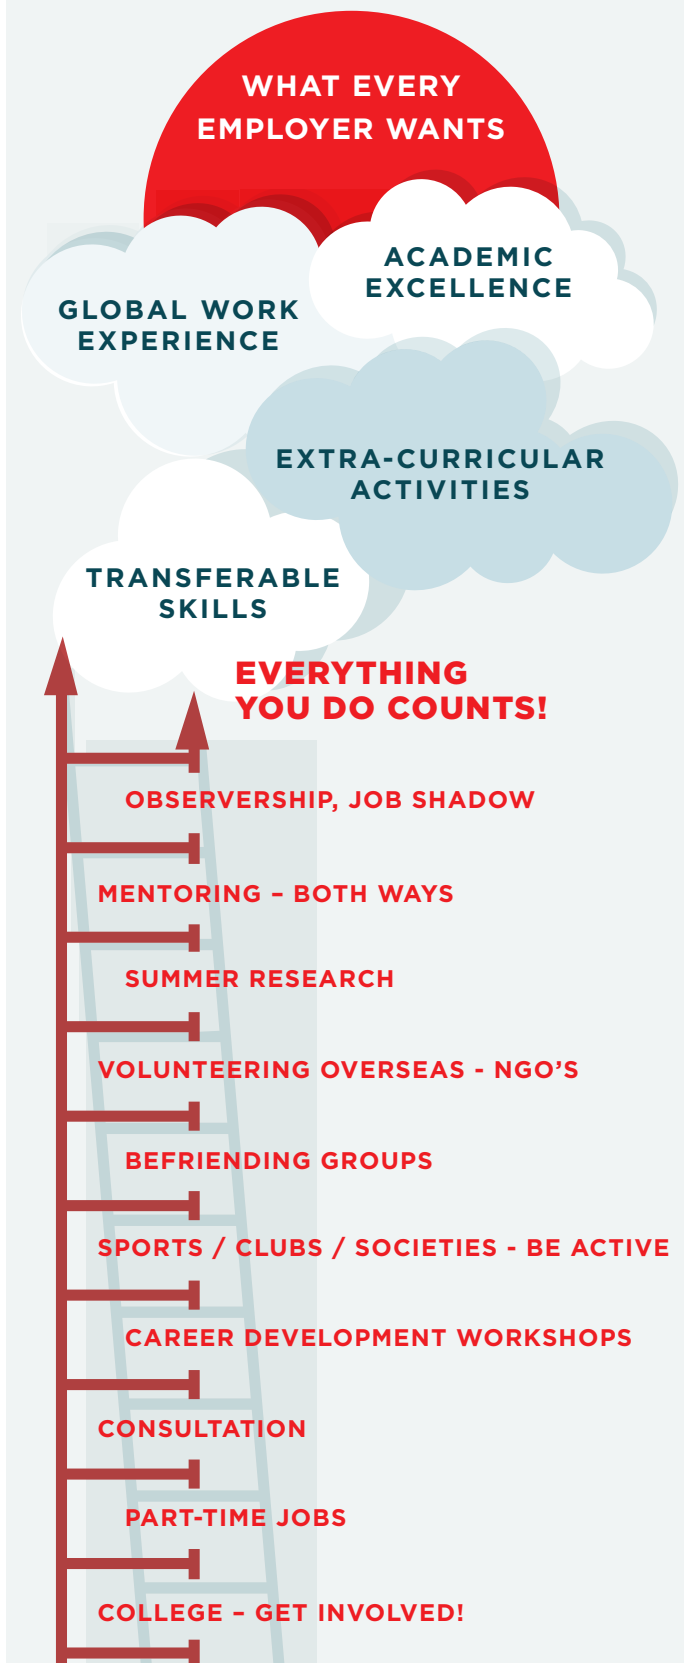 WHAT EVERY
EMPLOYER WANTS
ACADEMIC
EXCELLENCE
GLOBAL WORK
EXPERIENCE
EXTRA-CURRICULAR
ACTIVITIES
TRANSFERABLE
SKILLS
EVERYTHING
YOU DO COUNTS!
OBSERVERSHIP, JOB SHADOW
MENTORING – BOTH WAYS
SUMMER RESEARCH
VOLUNTEERING OVERSEAS - NGO’S
BEFRIENDING GROUPS
SPORTS / CLUBS / SOCIETIES - BE ACTIVE
CAREER DEVELOPMENT WORKSHOPS
CONSULTATION
PART-TIME JOBS
COLLEGE – GET INVOLVED!